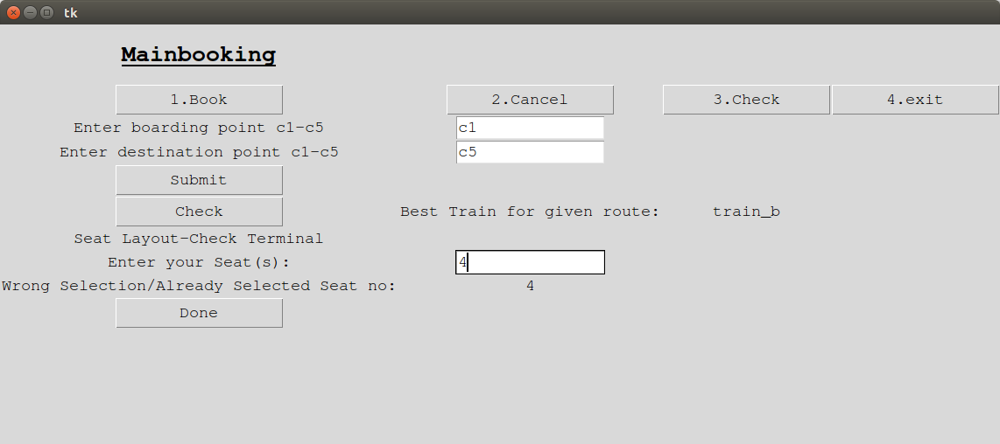 tk
Mainbooking
1.Book 2.Cancel 3.Check 4.exit
Enter boarding point c1-c5 c1
Enter destination point c1-c5 c5
Submit
Check Best Train for given route: train_b
Seat Layout-Check Terminal
Enter your Seat(s): 4
Wrong Selection/Already Selected Seat no: 4
Done